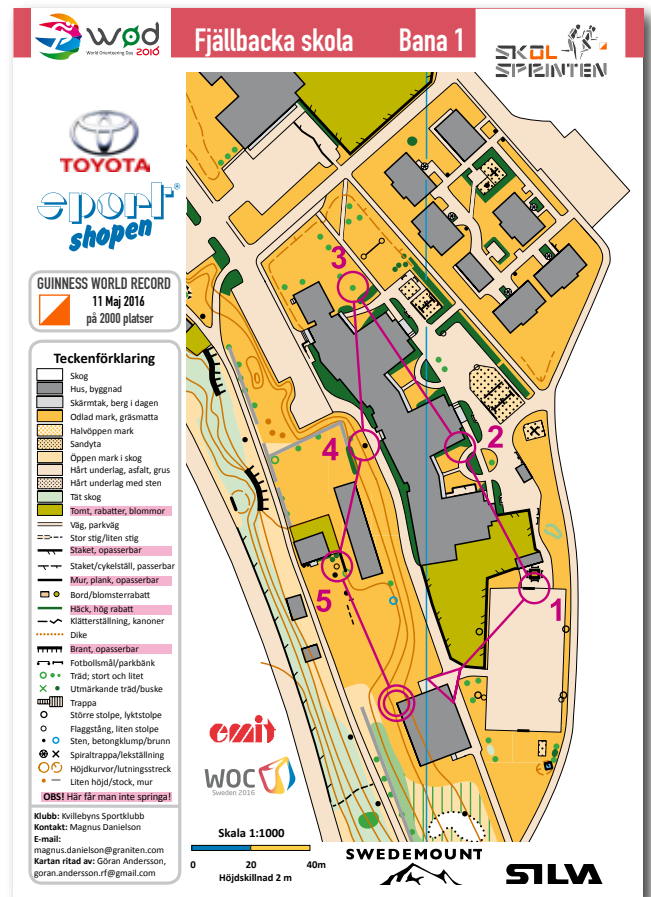 wod
World Orienteering Day 2016
Fjällbacka skola Bana 1
SKOL
SPRINTEN
TOYOTA
sport
shopen
GUINNESS WORLD RECORD
11 Maj 2016
på 2000 platser
Teckenförklaring
Skog
Hus, byggnad
Skärmtak, berg i dagen
Odlad mark, gräsmatta
Halvöppen mark
Sandyta
Öppen mark i skog
Hårt underlag, asfalt, grus
Hårt underlag med sten
Tät skog
Tomt, rabatter, blommor
Väg, parkväg
Stor stig/liten stig
Staket, opasserbar
Staket/cykelställ, passerbar
Mur, plank, opasserbar
Bord/blomsterrabatt
Häck, hög rabatt
Klätterställning, kanoner
Dike
Brant, opasserbar
Fotbollsmål/parkbänk
Träd; stort och litet
Utmärkande träd/buske
Trappa
Större stolpe, lyktstolpe
Flaggstång, liten stolpe
Sten, betongklump/brunn
Spiraltrappa/lekställning
Höjdkurvor/lutningsstreck
Liten höjd/stock, mur
OBS! Här får man inte springa!
Klubb: Kvillebyns Sportklubb
Kontakt: Magnus Danielson
E-mail:
magnus.danielson@graniten.com
Kartan ritad av: Göran Andersson,
goran.andersson.rf@gmail.com
3
2
4
5
1
emit
WOC
Sweden 2016
Skala 1:1000
0 20 40m
Höjdskillnad 2 m
SWEDEMOUNT
SILVA